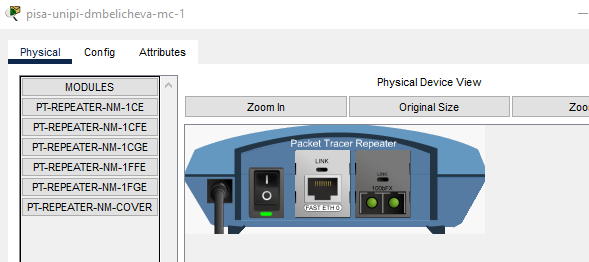 pisa-unipi-dmbelicheva-mc-1
Physical Config Attributes
MODULES
PT-REPEATER-NM-1CE
PT-REPEATER-NM-1CFE
PT-REPEATER-NM-1CGE
PT-REPEATER-NM-1FFE
PT-REPEATER-NM-1FGE
PT-REPEATER-NM-COVER
Physical Device View
Zoom In Original Size Zoo
Packet Tracer Repeater
LINK
FAST ETH 0
LINK
100bFX